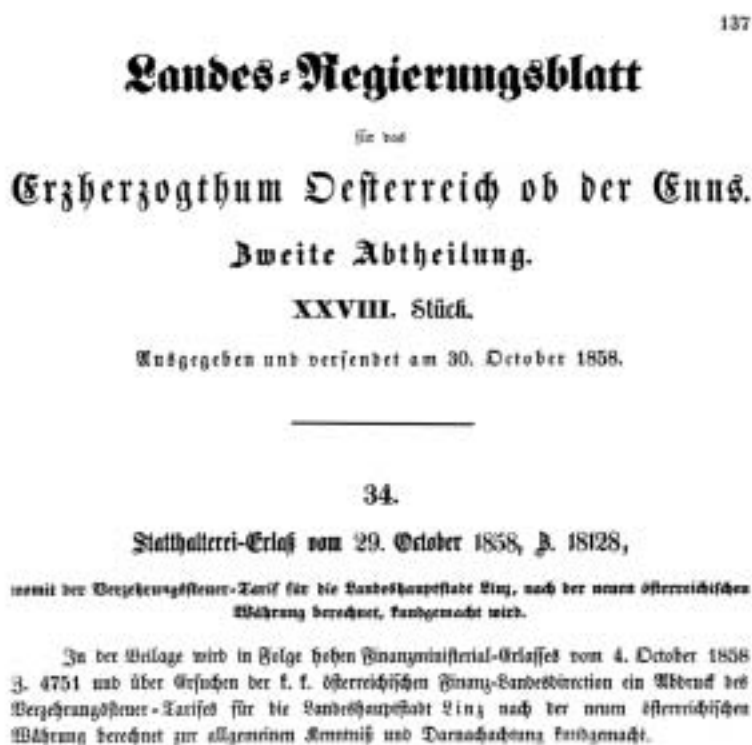 137
Landes-Regierungsblatt
für das
Erzherzogthum Oesterreich ob der Enns.
Zweite Abtheilung.
XXVIII. Stück.
Ausgegeben und versendet am 30. October 1858.
34.
Statthalterei-Erlaß vom 29. October 1858, Z. 18128,
womit der Verzehrungssteuer-Tarif für die Landeshauptstadt Linz, nach der neuen österreichischen
Währung berechnet, kundgemacht wird.
In der Beilage wird in Folge hohen Finanzministerial-Erlasses vom 4. October 1858
Z. 4751 und über Ersuchen der k. k. österreichischen Finanz-Landesdirection ein Abdruck des
Verzehrungssteuer-Tarifes für die Landeshauptstadt Linz nach der neuen österreichischen
Währung berechnet zur allgemeinen Kenntniß und Darnachachtung kundgemacht.